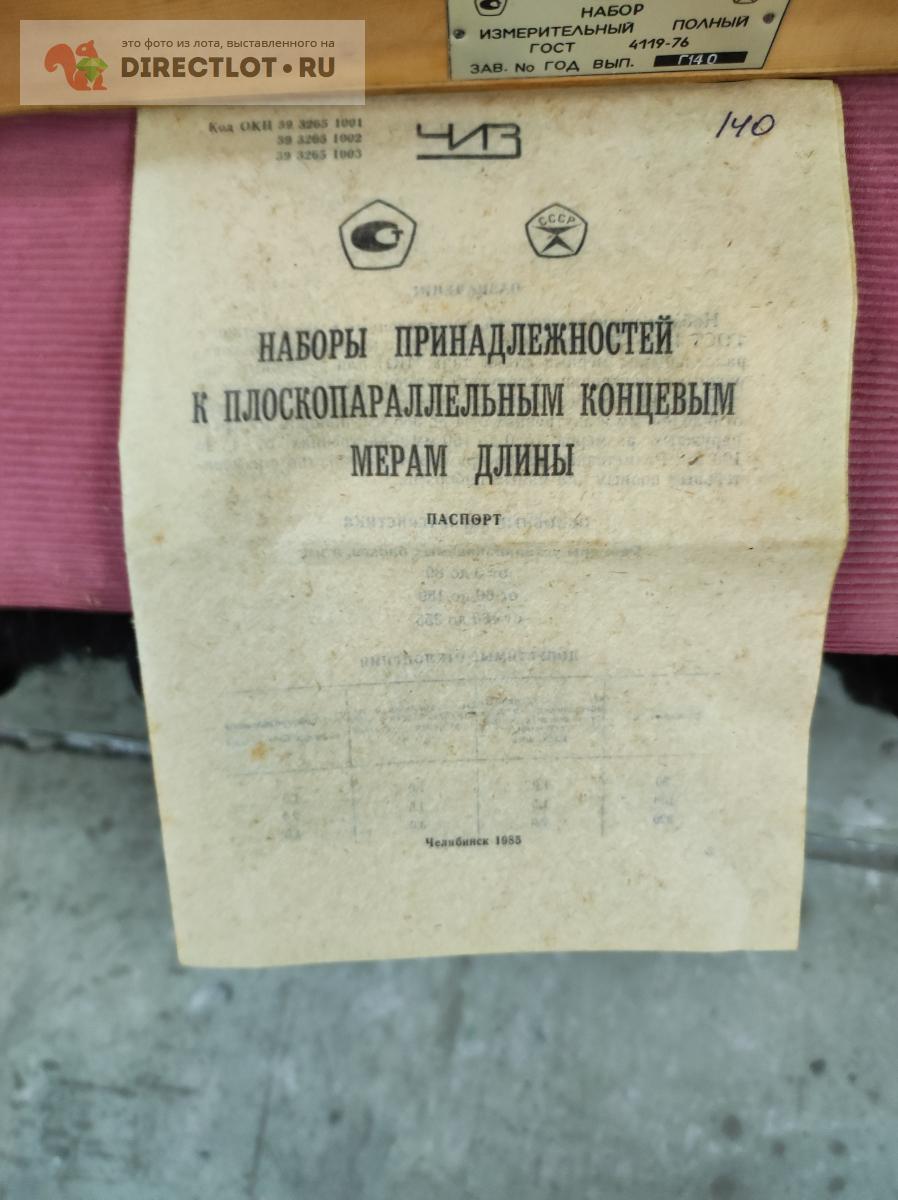 НАБОР
ИЗМЕРИТЕЛЬНЫЙ ПОЛНЫЙ
ГОСТ 4119-76
ЗАВ. № ГОД ВЫП. Г140
это фото из лота, выставленного на
DIRECTLOT.RU
Код ОКП 39 3265 1001
39 3265 1002
39 3265 1003
ЧИЗ
140
СССР
НАБОРЫ ПРИНАДЛЕЖНОСТЕЙ
К ПЛОСКОПАРАЛЛЕЛЬНЫМ КОНЦЕВЫМ
МЕРАМ ДЛИНЫ
ПАСПОРТ
Челябинск 1985